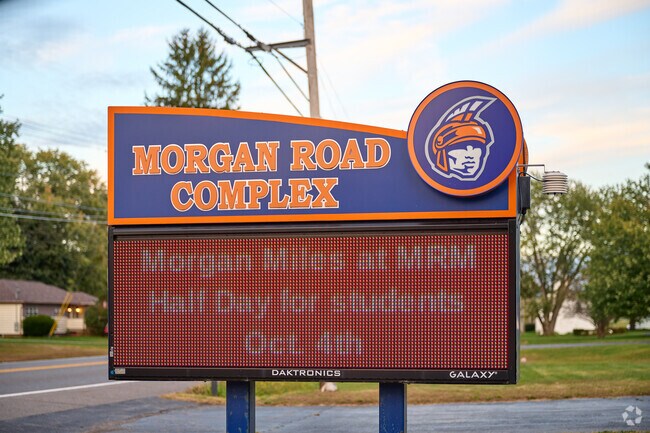 MORGAN ROAD
COMPLEX
Morgan Miles at MRM
Half Day for students
Oct. 4th
DAKTRONICS
GALAXY